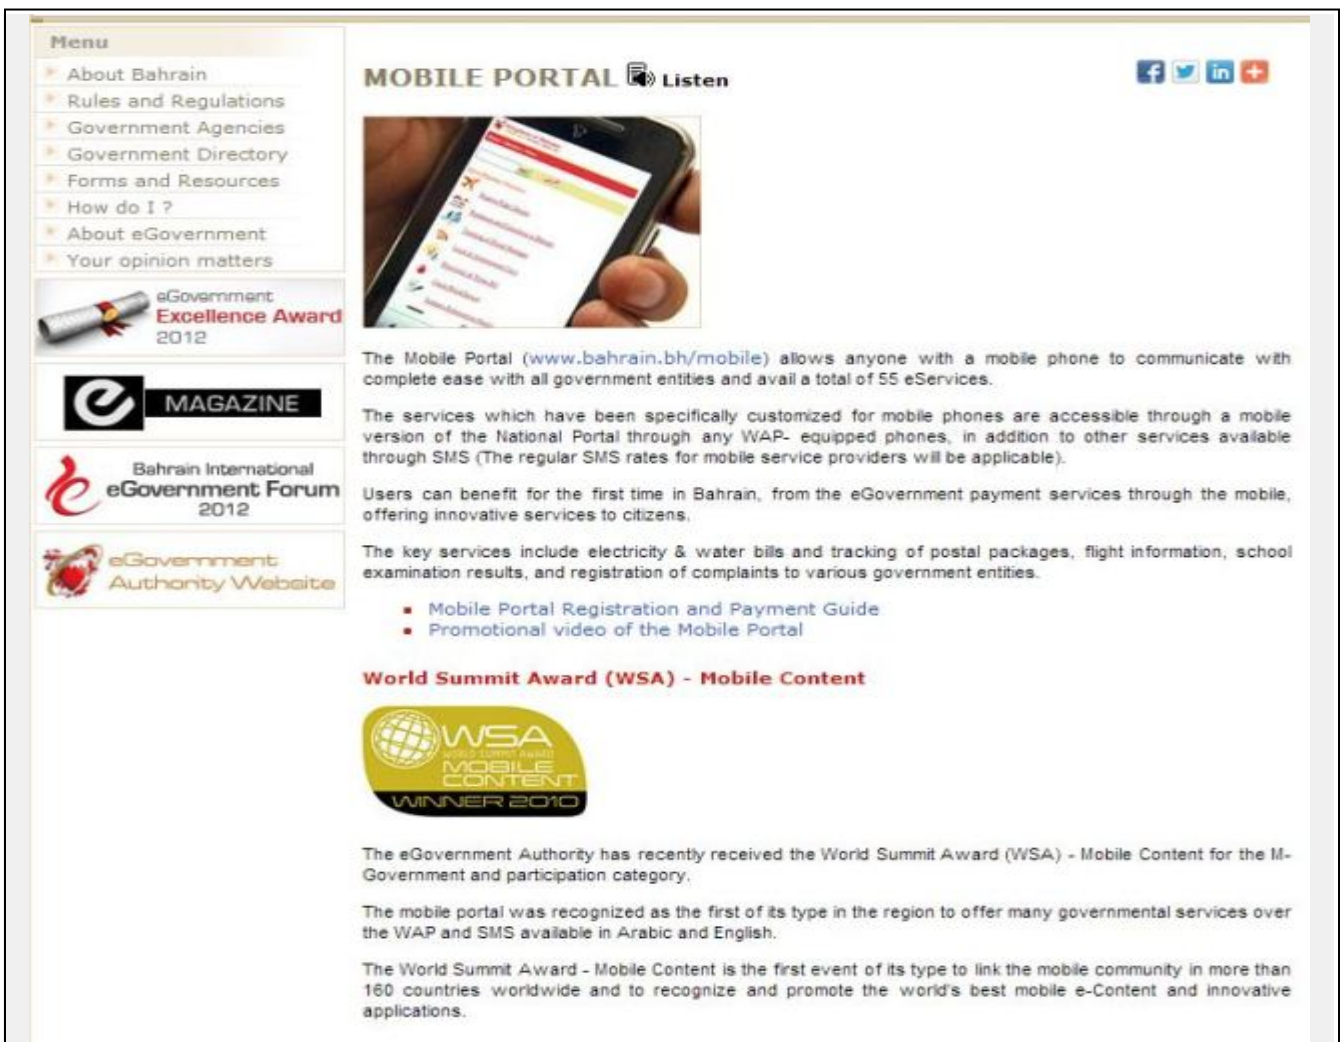 Menu
About Bahrain
Rules and Regulations
Government Agencies
Government Directory
Forms and Resources
How do I ?
About eGovernment
Your opinion matters
eGovernment
Excellence Award
2012
e MAGAZINE
Bahrain International
eGovernment Forum
2012
eGovernment
Authority Website
MOBILE PORTAL Listen
The Mobile Portal (www.bahrain.bh/mobile) allows anyone with a mobile phone to communicate with
complete ease with all government entities and avail a total of 55 eServices.
The services which have been specifically customized for mobile phones are accessible through a mobile
version of the National Portal through any WAP- equipped phones, in addition to other services available
through SMS (The regular SMS rates for mobile service providers will be applicable).
Users can benefit for the first time in Bahrain, from the eGovernment payment services through the mobile,
offering innovative services to citizens.
The key services include electricity & water bills and tracking of postal packages, flight information, school
examination results, and registration of complaints to various government entities.
Mobile Portal Registration and Payment Guide
Promotional video of the Mobile Portal
World Summit Award (WSA) - Mobile Content
WSA
WORLD SUMMIT AWARD
MOBILE
CONTENT
WINNER 2010
The eGovernment Authority has recently received the World Summit Award (WSA) - Mobile Content for the M-
Government and participation category.
The mobile portal was recognized as the first of its type in the region to offer many governmental services over
the WAP and SMS available in Arabic and English.
The World Summit Award - Mobile Content is the first event of its type to link the mobile community in more than
160 countries worldwide and to recognize and promote the world's best mobile e-Content and innovative
applications.